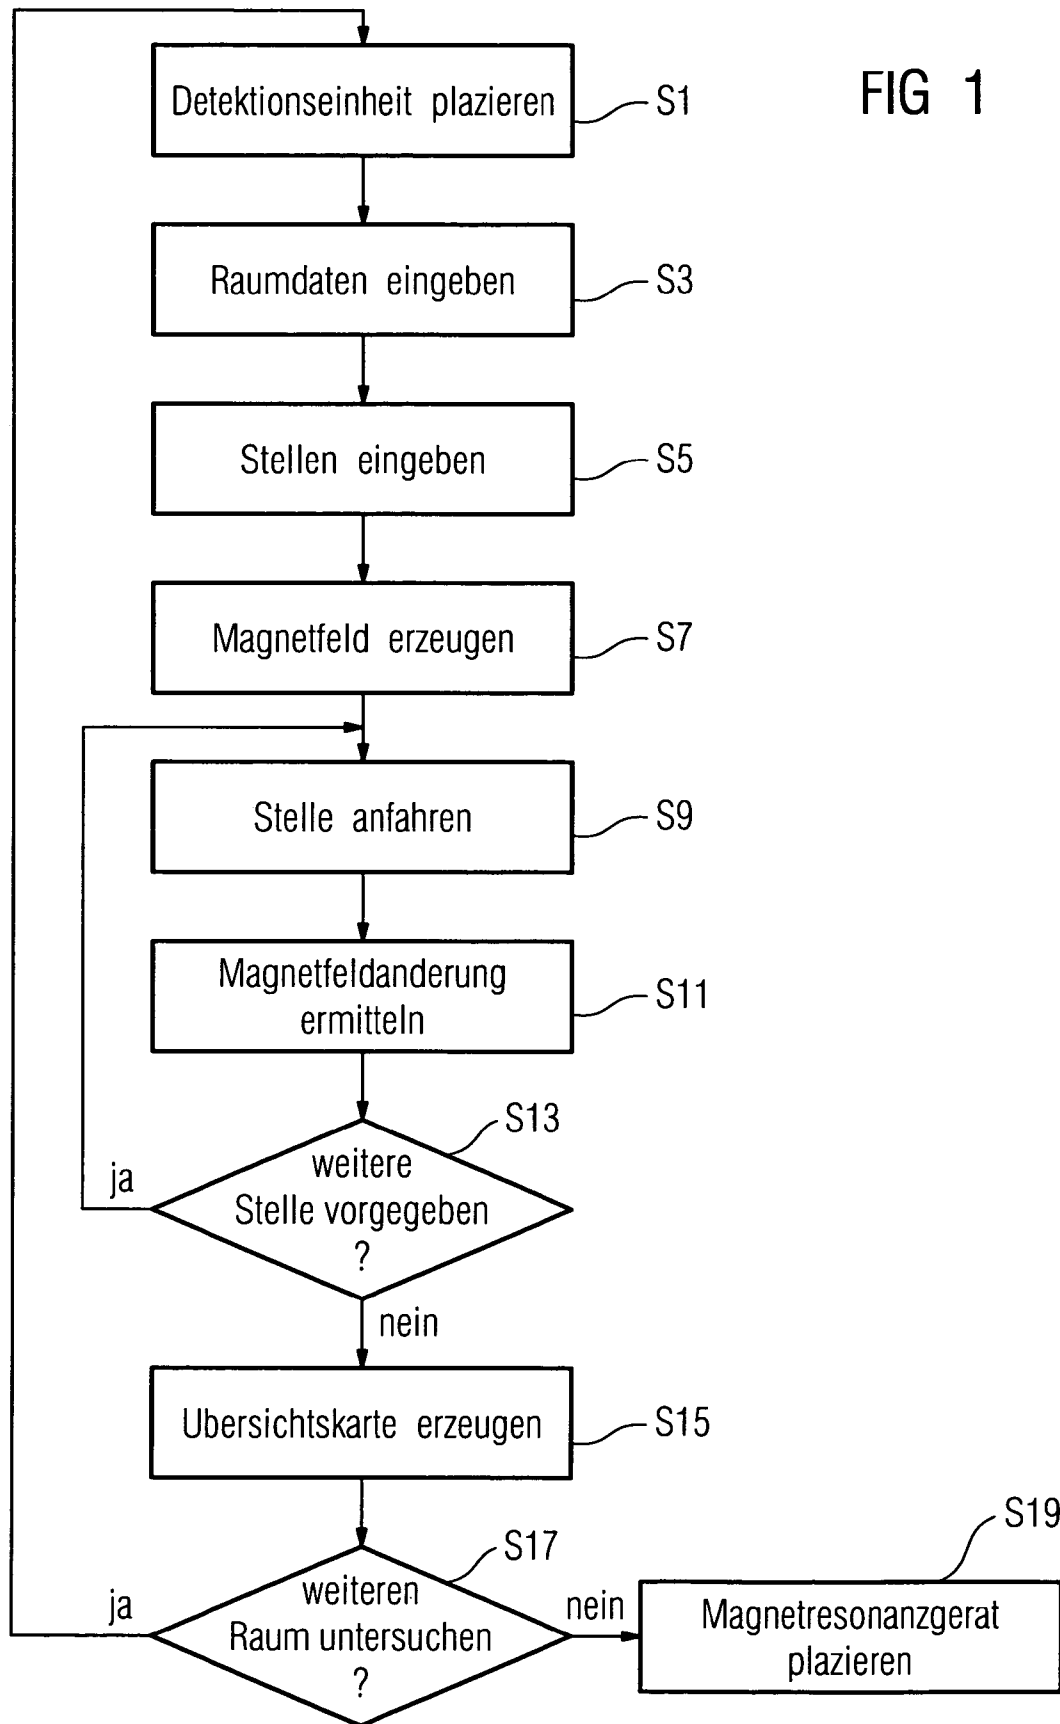 FIG 1
Detektionseinheit plazieren
S1
Raumdaten eingeben
S3
Stellen eingeben
S5
Magnetfeld erzeugen
S7
Stelle anfahren
S9
Magnetfeldanderung
ermitteln
S11
S13
weitere
Stelle vorgegeben
?
ja
nein
Ubersichtskarte erzeugen
S15
S17
weiteren
Raum untersuchen
?
ja
nein
S19
Magnetresonanzgerat
plazieren